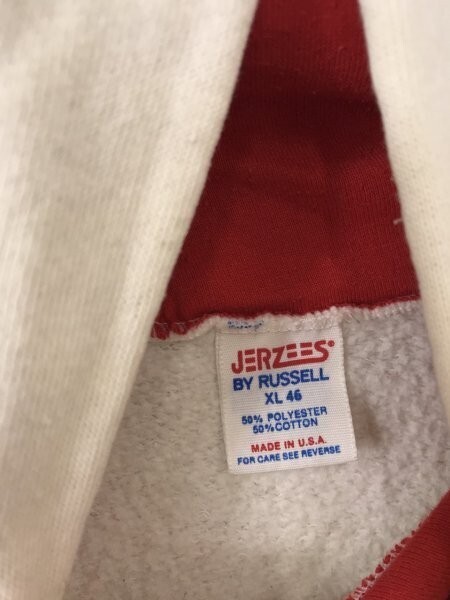 JERZEES®
BY RUSSELL
XL 46
50% POLYESTER
50% COTTON
MADE IN U.S.A.
FOR CARE SEE REVERSE